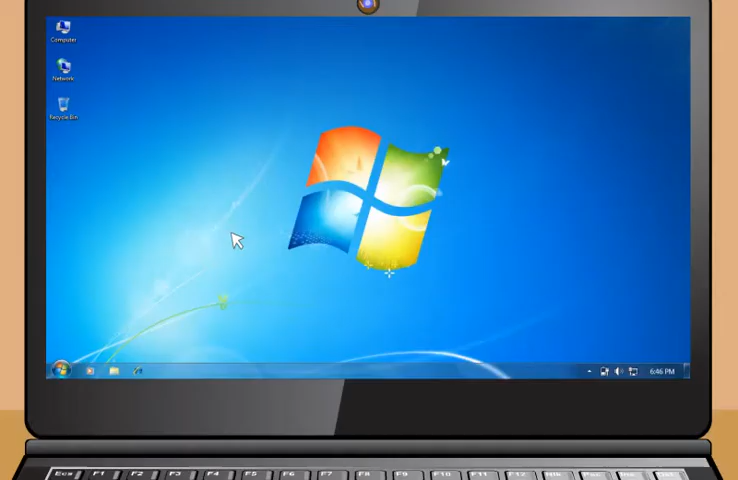 Computer
Network
Recycle Bin
6:46 PM
Esc F1 F2 F3 F4 F5 F6 F7 F8 F9 F10 F11 F12